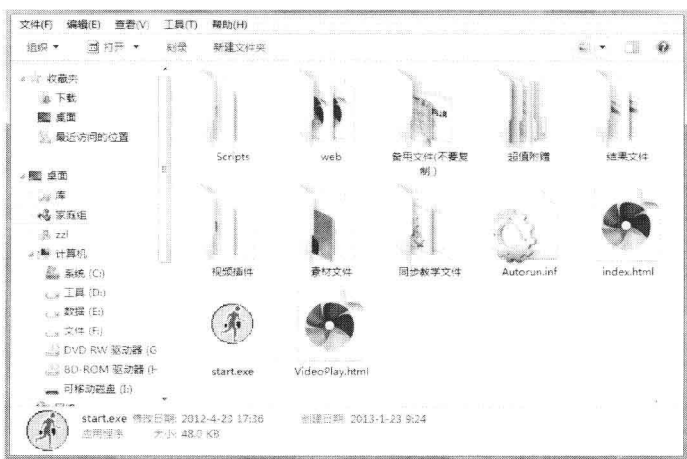 文件(F) 编辑(E) 查看(V) 工具(T) 帮助(H)
组织 打开 刻录 新建文件夹
收藏夹
下载
桌面
最近访问的位置
桌面
库
家庭组
zzl
计算机
系统 (C:)
工具 (D:)
数据 (E:)
文件 (F:)
DVD RW 驱动器 (G
BD-ROM 驱动器 (H
可移动磁盘 (I:)
Scripts web 备用文件(不要复制) 超值附赠 结果文件
视频插件 素材文件 同步教学文件 Autorun.inf index.html
start.exe VideoPlay.html
start.exe 修改日期: 2012-4-23 17:36 创建日期: 2013-1-23 9:24
应用程序 大小: 48.0 KB